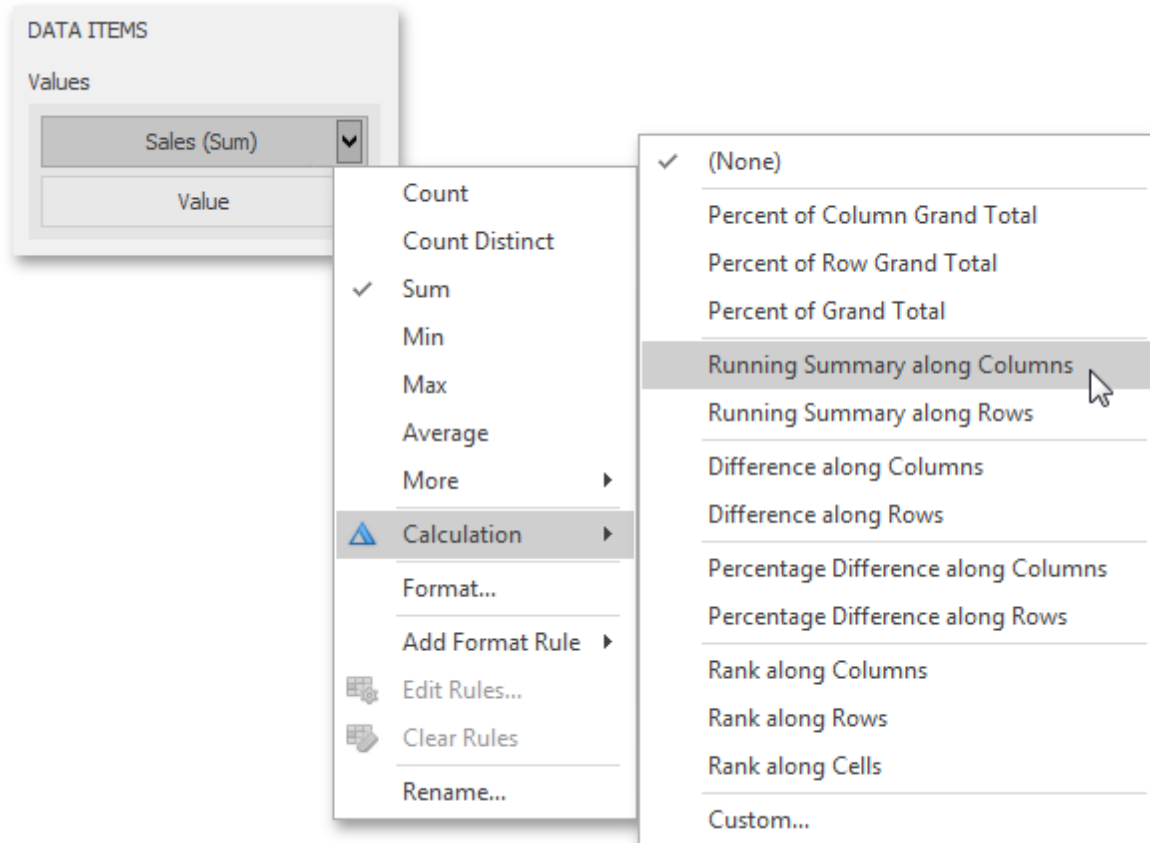 DATA ITEMS
Values
Sales (Sum)
Value
Count
Count Distinct
Sum
Min
Max
Average
More
Calculation
Format...
Add Format Rule
Edit Rules...
Clear Rules
Rename...
(None)
Percent of Column Grand Total
Percent of Row Grand Total
Percent of Grand Total
Running Summary along Columns
Running Summary along Rows
Difference along Columns
Difference along Rows
Percentage Difference along Columns
Percentage Difference along Rows
Rank along Columns
Rank along Rows
Rank along Cells
Custom...